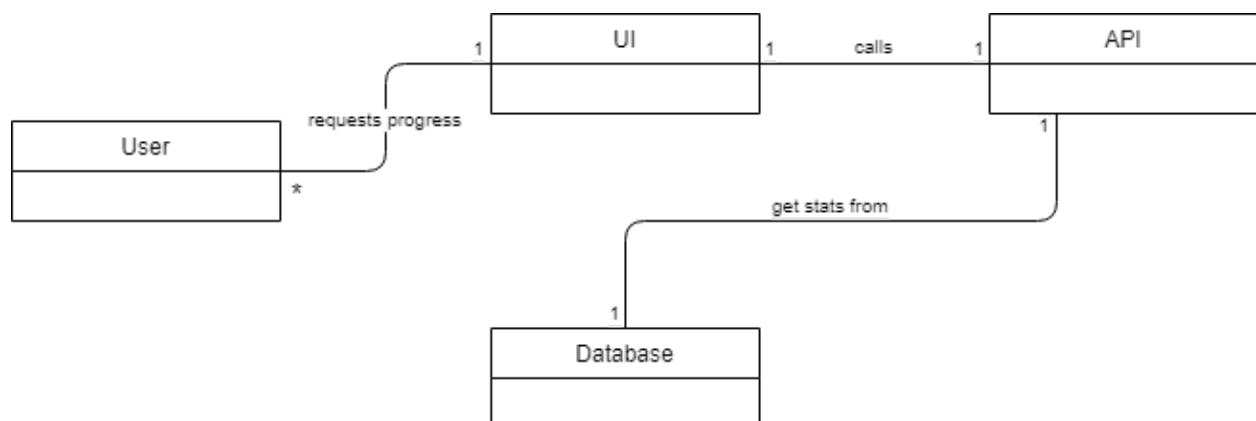 UI
API
1
1
calls
1
requests progress
User
1
*
get stats from
1
Database